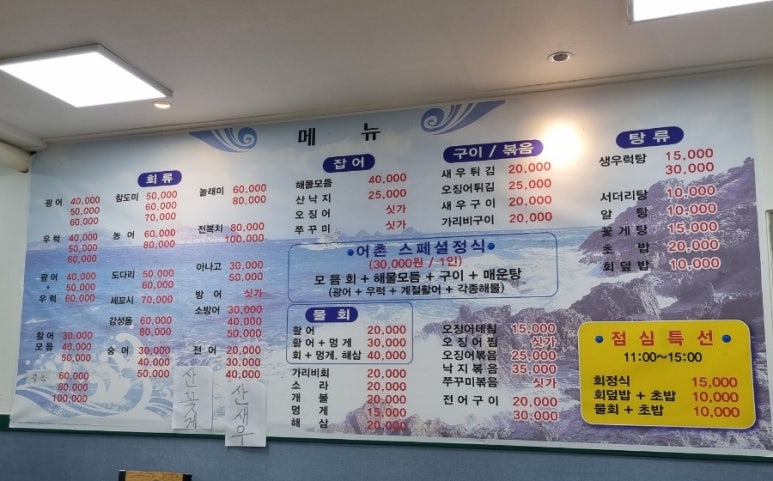 메 뉴
회 류
광 어 40,000
50,000
60,000
우 럭 40,000
50,000
60,000
광 어 40,000
+ 50,000
우 럭 60,000
활 어 30,000
모 듬 40,000
50,000
60,000
80,000
100,000
참도미 50,000
60,000
70,000
농 어 60,000
80,000
도다리 50,000
세꼬시 70,000
감성돔 60,000
80,000
숭 어 30,000
40,000
50,000
놀래미 60,000
80,000
전복치 80,000
100,000
아나고 30,000
50,000
방 어 싯가
소방어 30,000
40,000
50,000
전 어 20,000
30,000
40,000
산꽃게
산새우
잡 어
해물모듬 40,000
산 낙 지 25,000
오 징 어 싯가
쭈 꾸 미 싯가
구이 / 볶음
새 우 튀 김 20,000
오징어튀김 25,000
새 우 구 이 20,000
가리비구이 20,000
탕 류
생우럭탕 15,000
30,000
서더리탕 10,000
알 탕 10,000
꽃 게 탕 15,000
초 밥 20,000
회 덮 밥 10,000
•어촌 스페셜정식•
(30,000원 / 1인)
모 듬 회 + 해물모듬 + 구이 + 매운탕
(광어 + 우럭 + 계절활어 + 각종해물)
물 회
활 어 20,000
활어 + 멍 게 30,000
회 + 멍게, 해삼 40,000
가리비회 20,000
소 라 20,000
개 불 20,000
멍 게 15,000
해 삼 20,000
오징어데침 15,000
오 징 어 찜 싯가
오징어볶음 25,000
낙 지 볶 음 35,000
쭈꾸미볶음 싯가
전 어 구 이 20,000
30,000
• 점 심 특 선 •
11:00~15:00
회정식 15,000
회덮밥 + 초밥 10,000
물회 + 초밥 10,000